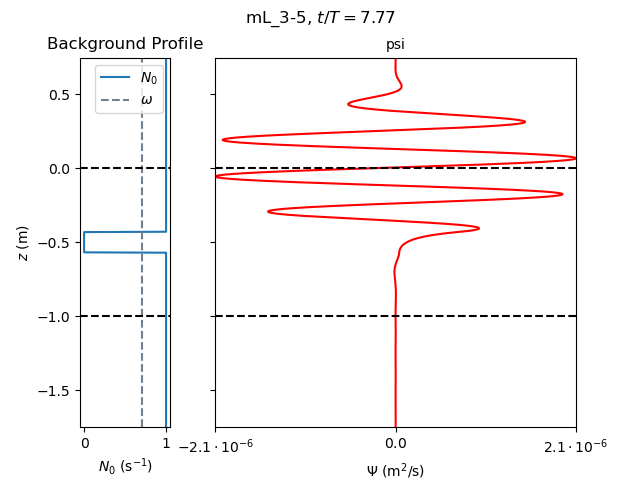 mL_3-5, t/T = 7.77
Background Profile
psi
N₀
ω
0.5
0.0
−0.5
−1.0
−1.5
z (m)
0 1
N₀ (s⁻¹)
−2.1 · 10⁻⁶ 0.0 2.1 · 10⁻⁶
Ψ (m²/s)